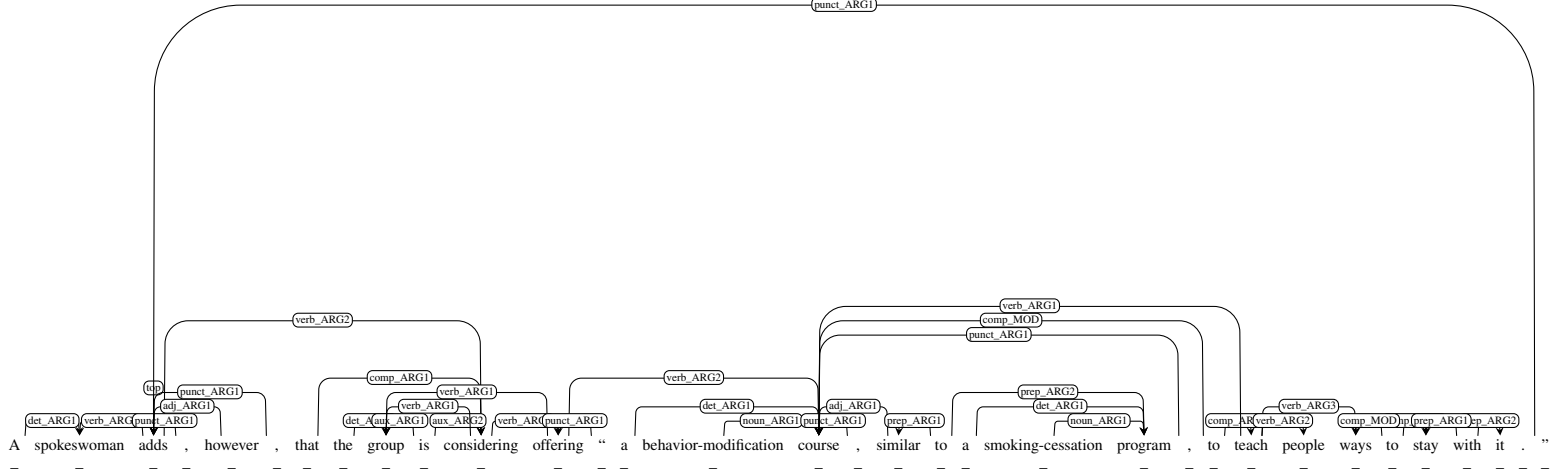 punct_ARG1
verb_ARG1
verb_ARG2 comp_MOD
punct_ARG1
comp_ARG1 verb_ARG2
top punct_ARG1 verb_ARG1 prep_ARG2
adj_ARG1 verb_ARG1 det_ARG1 adj_ARG1 det_ARG1 verb_ARG3
det_ARG1 punct_ARG1 aux_ARG1 aux_ARG2 punct_ARG1 noun_ARG1 punct_ARG1 prep_ARG1 noun_ARG1 verb_ARG2 comp_MOD prep_ARG1
A spokeswoman adds , however , that the group is considering offering “ a behavior-modification course , similar to a smoking-cessation program , to teach people ways to stay with it . ”